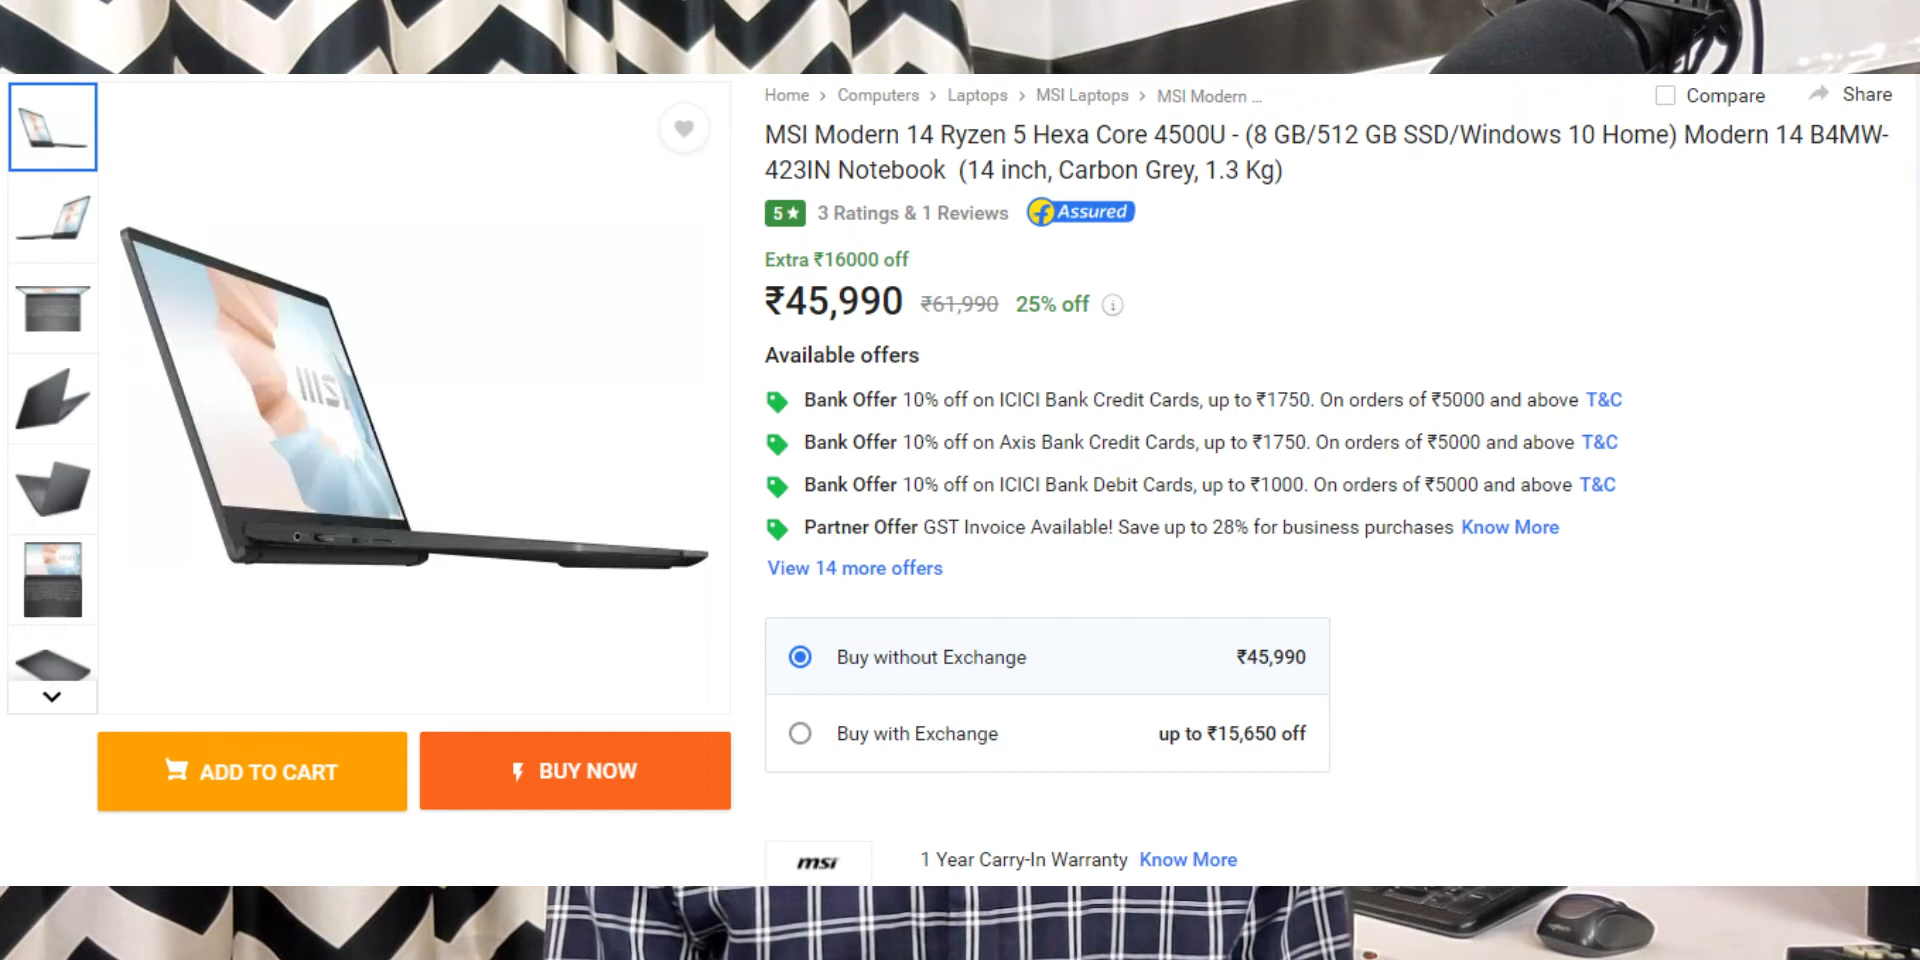 Home > Computers > Laptops > MSI Laptops > MSI Modern ...
Compare
Share
MSI Modern 14 Ryzen 5 Hexa Core 4500U - (8 GB/512 GB SSD/Windows 10 Home) Modern 14 B4MW-
423IN Notebook (14 inch, Carbon Grey, 1.3 Kg)
5★ 3 Ratings & 1 Reviews f Assured
Extra ₹16000 off
₹45,990 ₹61,990 25% off i
Available offers
Bank Offer 10% off on ICICI Bank Credit Cards, up to ₹1750. On orders of ₹5000 and above T&C
Bank Offer 10% off on Axis Bank Credit Cards, up to ₹1750. On orders of ₹5000 and above T&C
Bank Offer 10% off on ICICI Bank Debit Cards, up to ₹1000. On orders of ₹5000 and above T&C
Partner Offer GST Invoice Available! Save up to 28% for business purchases Know More
View 14 more offers
Buy without Exchange ₹45,990
Buy with Exchange up to ₹15,650 off
msi
1 Year Carry-In Warranty Know More
msi
ADD TO CART
BUY NOW